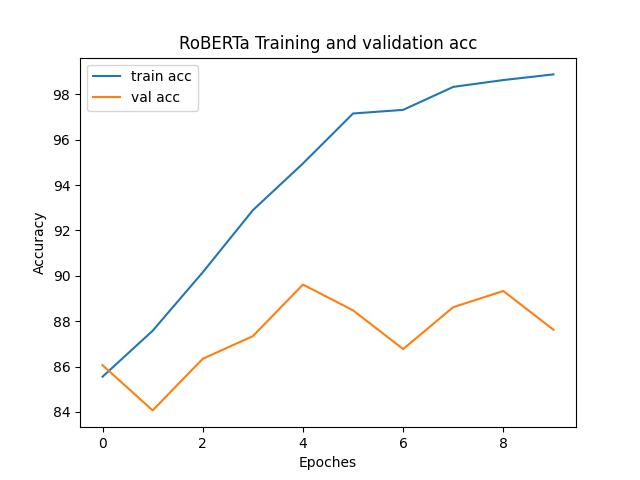 RoBERTa Training and validation acc
train acc
val acc
98
96
94
92
90
88
86
84
Accuracy
0 2 4 6 8
Epoches